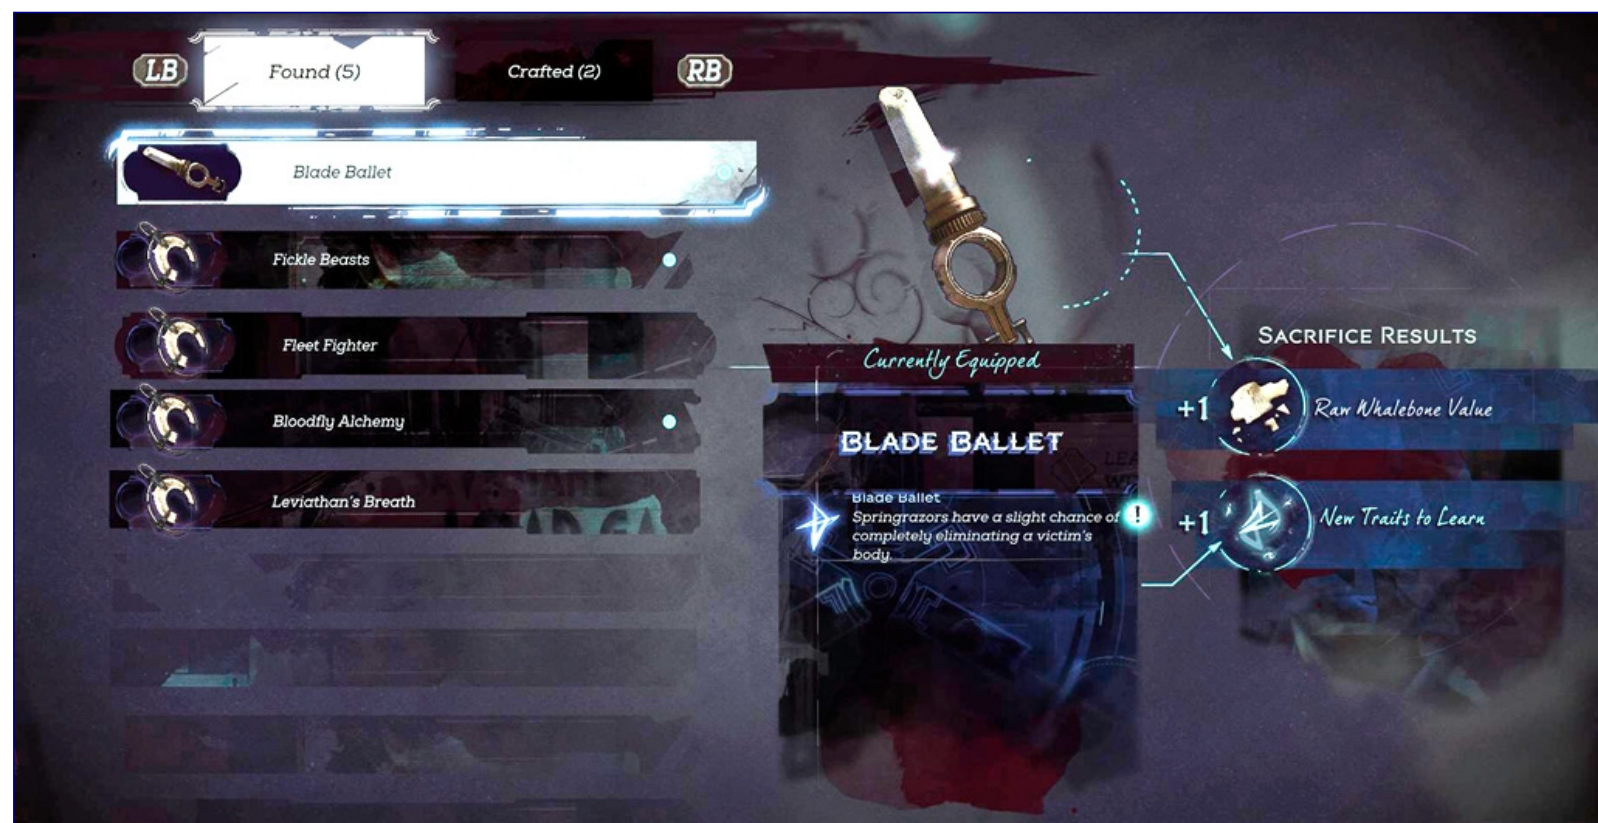 LB
Found (5)
Crafted (2)
RB
Blade Ballet
Fickle Beasts
Fleet Fighter
Bloodfly Alchemy
Leviathan's Breath
Currently Equipped
BLADE BALLET
Blade Ballet
Springrazors have a slight chance of
completely eliminating a victim's
body.
!
SACRIFICE RESULTS
+1 Raw Whalebone Value
+1 New Traits to Learn